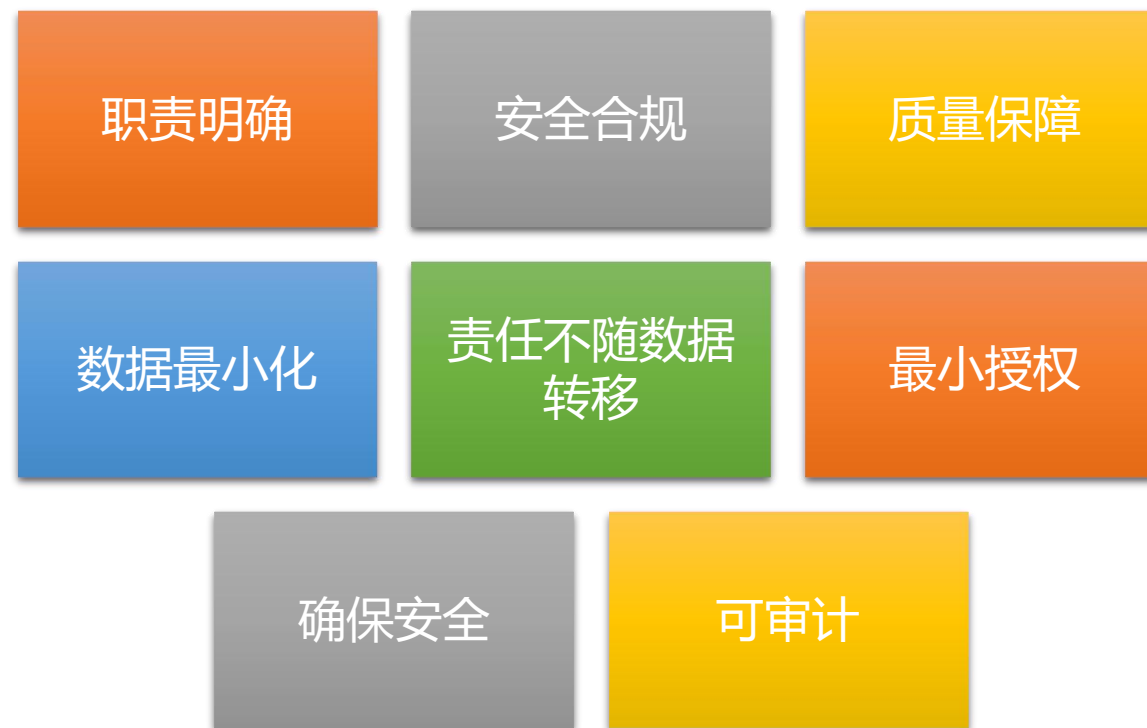 职责明确
安全合规
质量保障
数据最小化
责任不随数据
转移
最小授权
确保安全
可审计